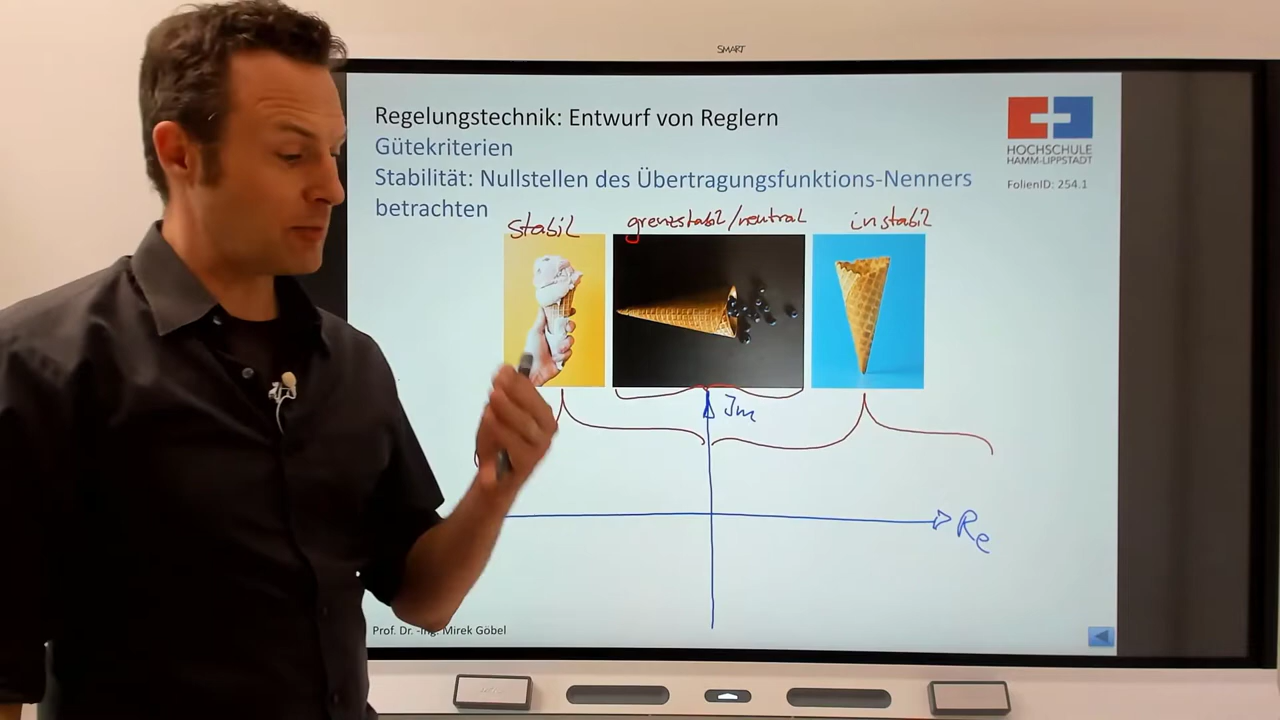 SMART
Regelungstechnik: Entwurf von Reglern
Gütekriterien
Stabilität: Nullstellen des Übertragungsfunktions-Nenners
betrachten
HOCHSCHULE
HAMM-LIPPSTADT
FolienID: 254.1
stabil grenzstabil/neutral instabil
Im
Re
Prof. Dr. -Ing. Mirek Göbel